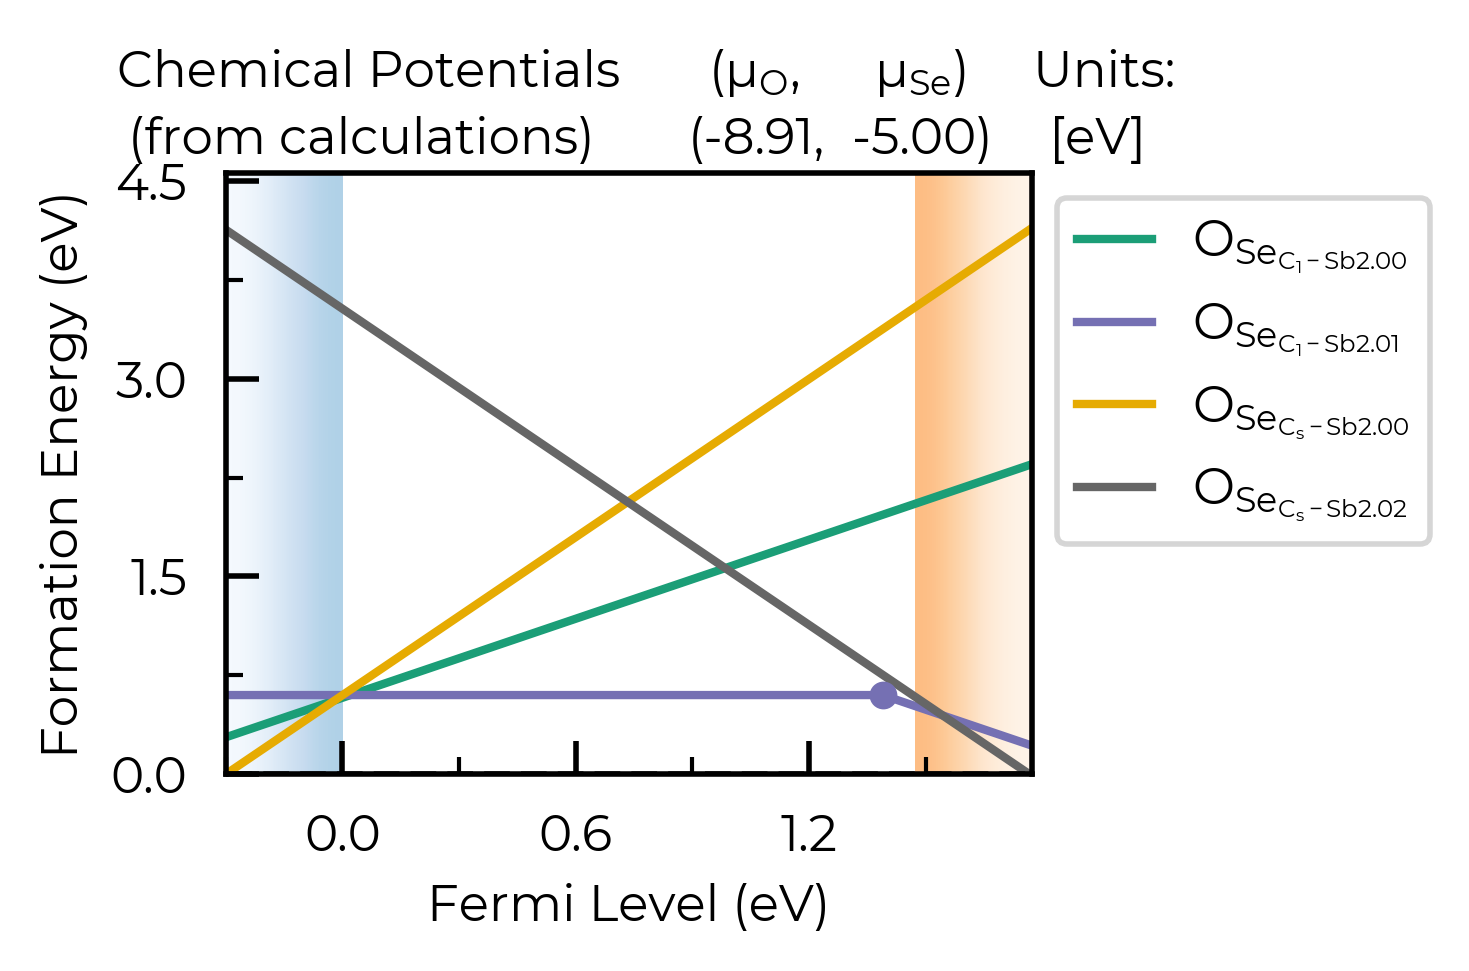 Chemical Potentials (μO, μSe) Units:
(from calculations) (-8.91, -5.00) [eV]
4.5
3.0
1.5
0.0
Formation Energy (eV)
0.0 0.6 1.2
Fermi Level (eV)
OSeC1−Sb2.00
OSeC1−Sb2.01
OSeCs−Sb2.00
OSeCs−Sb2.02